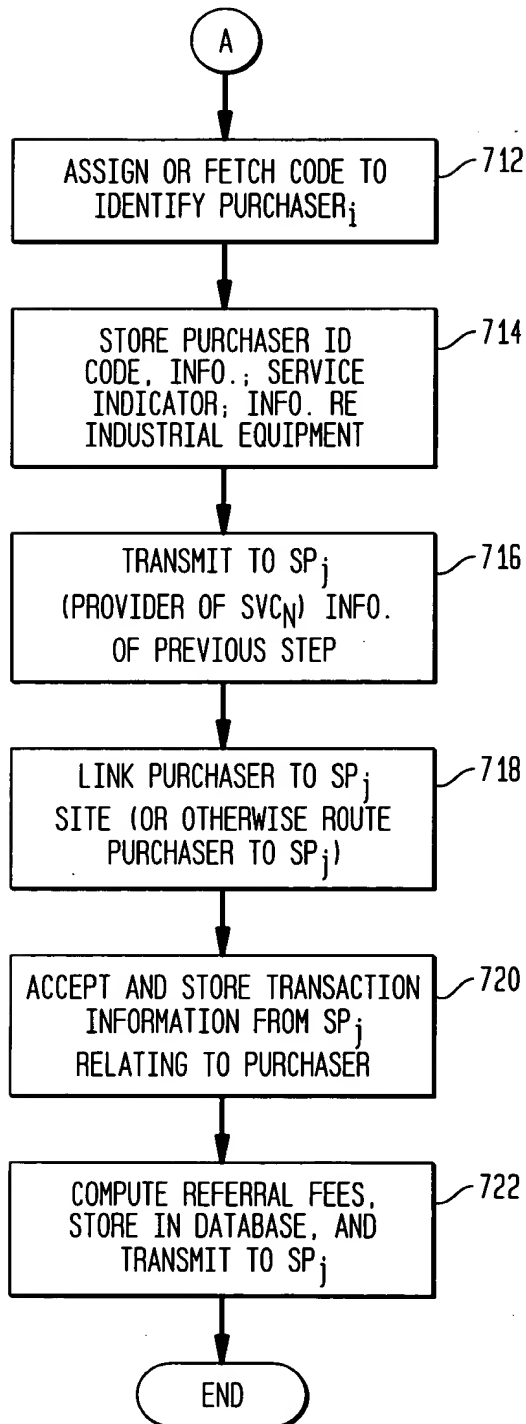 A
ASSIGN OR FETCH CODE TO
IDENTIFY PURCHASERi
712
STORE PURCHASER ID
CODE, INFO.; SERVICE
INDICATOR; INFO. RE
INDUSTRIAL EQUIPMENT
714
TRANSMIT TO SPj
(PROVIDER OF SVCN) INFO.
OF PREVIOUS STEP
716
LINK PURCHASER TO SPj
SITE (OR OTHERWISE ROUTE
PURCHASER TO SPj)
718
ACCEPT AND STORE TRANSACTION
INFORMATION FROM SPj
RELATING TO PURCHASER
720
COMPUTE REFERRAL FEES,
STORE IN DATABASE, AND
TRANSMIT TO SPj
722
END